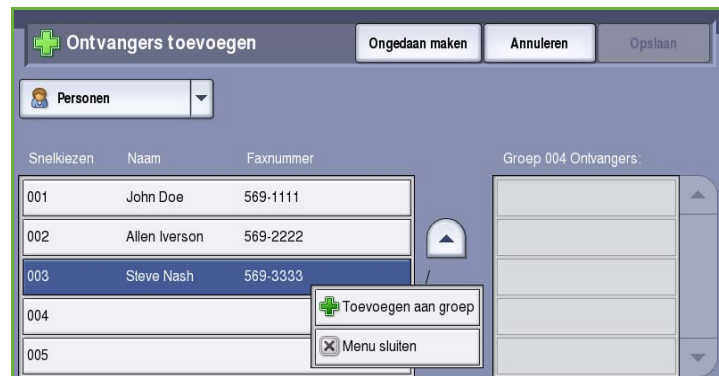 Ontvangers toevoegen
Ongedaan maken
Annuleren
Opslaan
Personen
Snelkiezen Naam Faxnummer
Groep 004 Ontvangers:
001 John Doe 569-1111
002 Allen Iverson 569-2222
003 Steve Nash 569-3333
/
004
Toevoegen aan groep
005
Menu sluiten